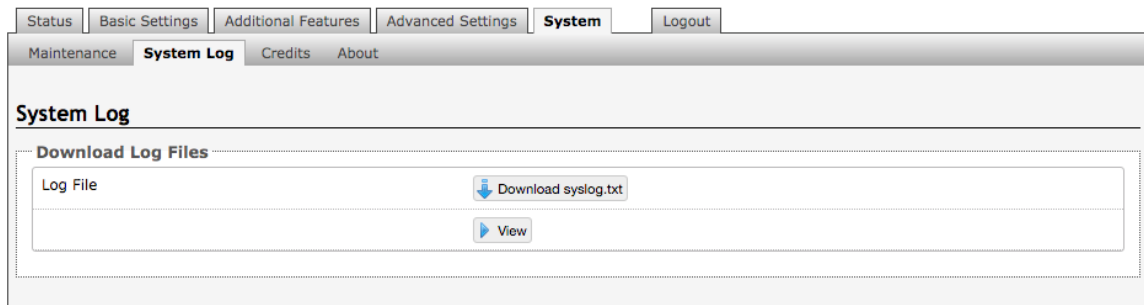 Status Basic Settings Additional Features Advanced Settings System Logout
Maintenance System Log Credits About
System Log
Download Log Files
Log File Download syslog.txt
View